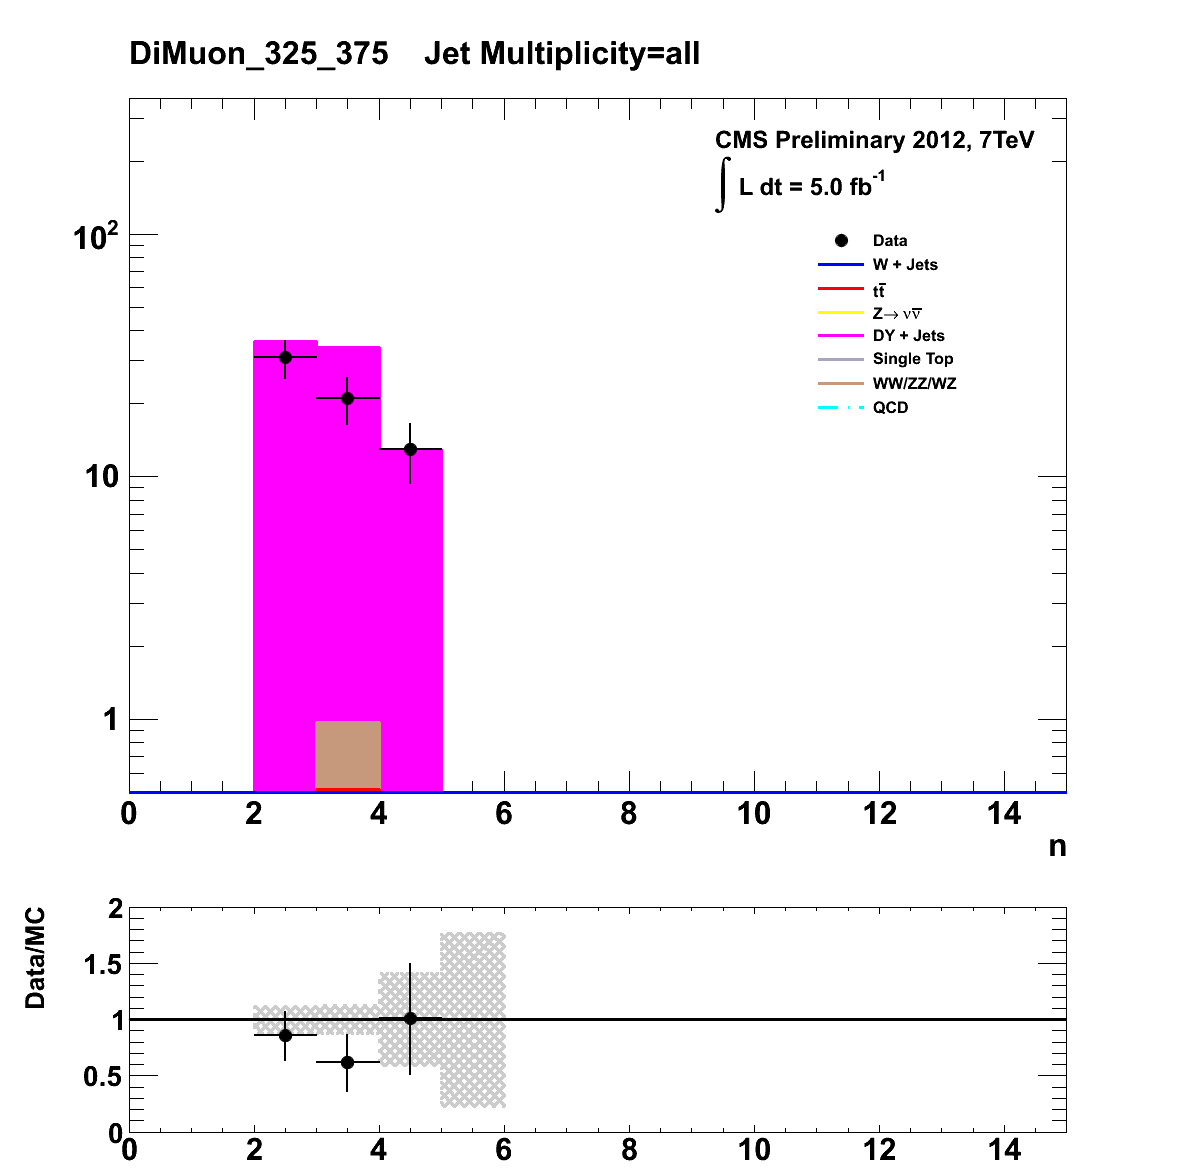 DiMuon_325_375 Jet Multiplicity=all
CMS Preliminary 2012, 7TeV
∫ L dt = 5.0 fb⁻¹
Data
W + Jets
tt̅
Z→ νν̅
DY + Jets
Single Top
WW/ZZ/WZ
QCD
10²
10
1
0 2 4 6 8 10 12 14
n
Data/MC
2
1.5
1
0.5
0
0 2 4 6 8 10 12 14